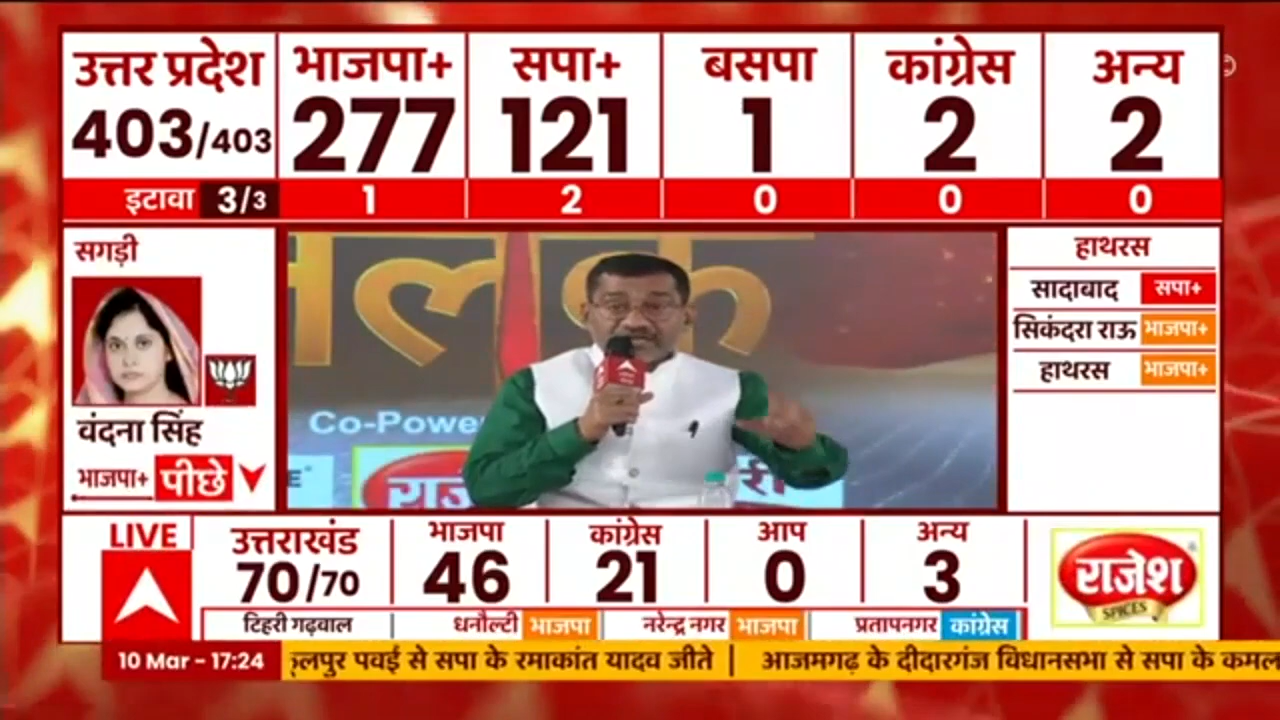 उत्तर प्रदेश भाजपा+ सपा+ बसपा कांग्रेस अन्य
403/403 277 121 1 2 2
इटावा 3/3 1 2 0 0 0
सगड़ी
वंदना सिंह
भाजपा+ पीछे
Co-Power
राजेश
हाथरस
सादाबाद सपा+
सिकंदरा राऊ भाजपा+
हाथरस भाजपा+
LIVE
उत्तराखंड भाजपा कांग्रेस आप अन्य
70/70 46 21 0 3
टिहरी गढ़वाल धनौल्टी भाजपा नरेन्द्र नगर भाजपा प्रतापनगर कांग्रेस
राजेश
SPICES
10 Mar - 17:24 पवई से सपा के रमाकांत यादव जीते | आजमगढ़ के दीदारगंज विधानसभा से सपा के कमल